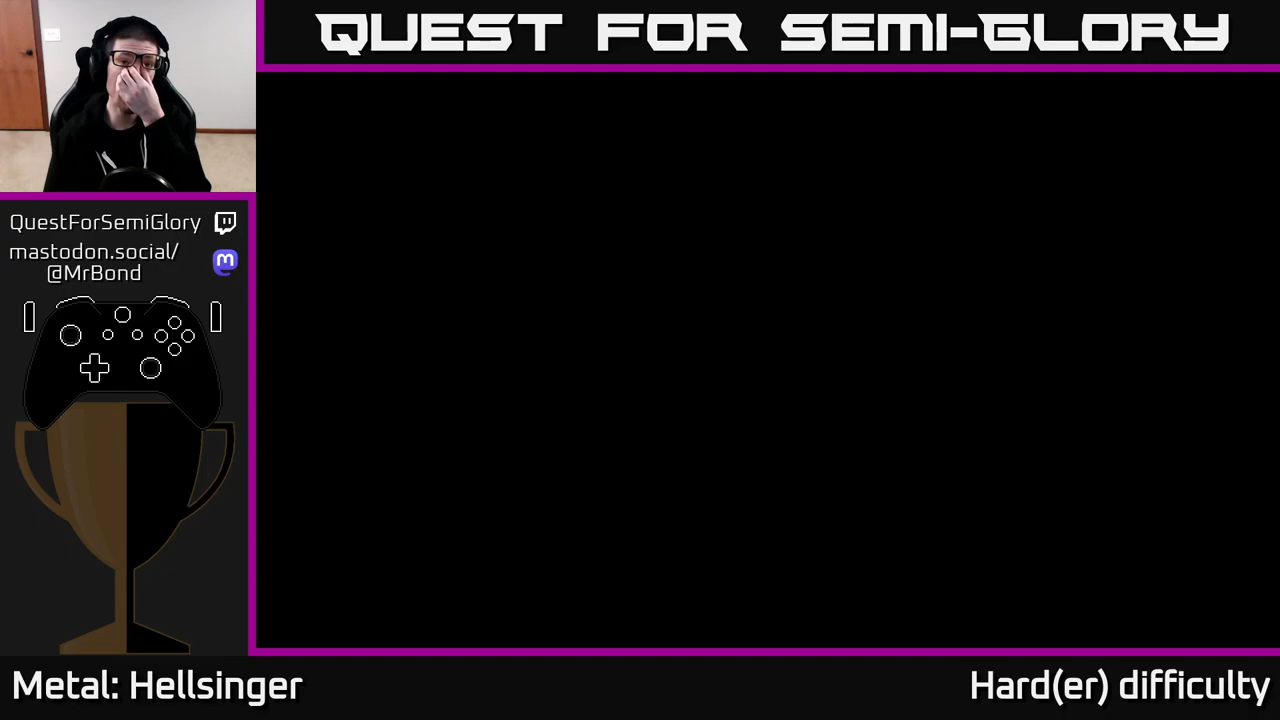 QUEST FOR SEMI-GLORY
QuestForSemiGlory
mastodon.social/
@MrBond
Metal: Hellsinger
Hard(er) difficulty